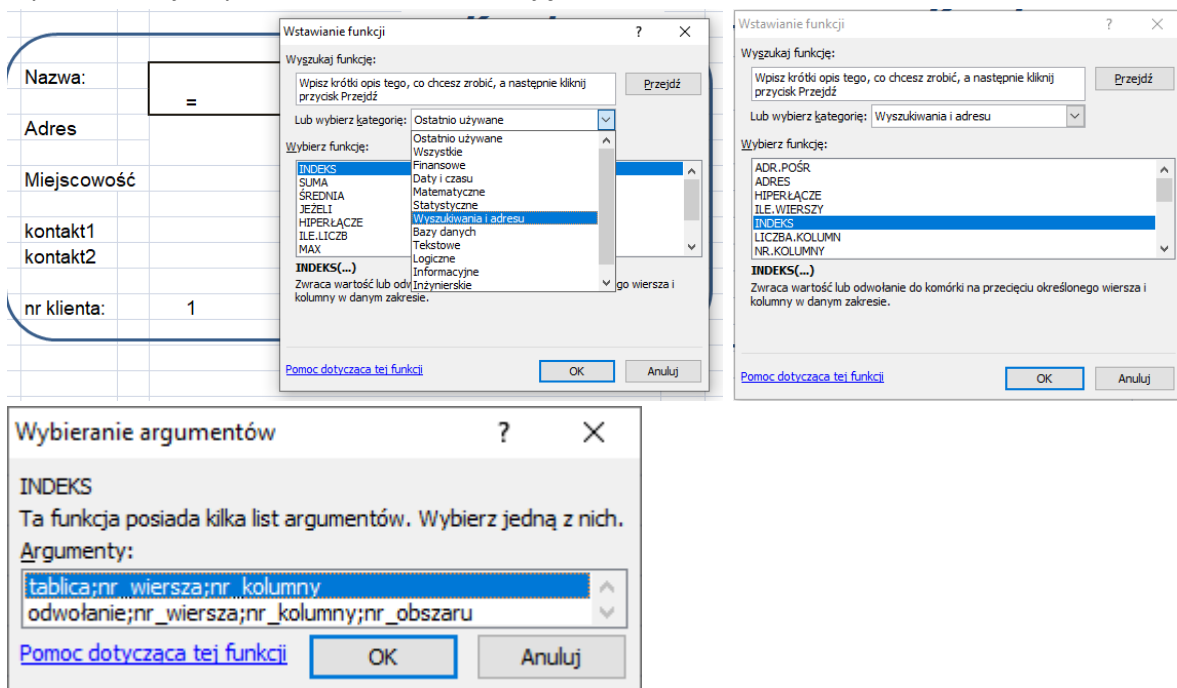 Nazwa:
=
Adres
Miejscowość
kontakt1
kontakt2
nr klienta: 1
Wstawianie funkcji ? ×
Wyszukaj funkcję:
Wpisz krótki opis tego, co chcesz zrobić, a następnie kliknij
przycisk Przejdź
Przejdź
Lub wybierz kategorię: Ostatnio używane
Ostatnio używane
Wszystkie
Finansowe
Daty i czasu
Matematyczne
Statystyczne
Wyszukiwania i adresu
Bazy danych
Tekstowe
Logiczne
Informacyjne
Inżynierskie
Wybierz funkcję:
INDEKS
SUMA
ŚREDNIA
JEŻELI
HIPERŁĄCZE
ILE.LICZB
MAX
INDEKS(...)
Zwraca wartość lub odw go wiersza i
kolumny w danym zakresie.
Pomoc dotycząca tej funkcji
OK Anuluj
Wstawianie funkcji ? ×
Wyszukaj funkcję:
Wpisz krótki opis tego, co chcesz zrobić, a następnie kliknij
przycisk Przejdź
Przejdź
Lub wybierz kategorię: Wyszukiwania i adresu
Wybierz funkcję:
ADR.POŚR
ADRES
HIPERŁĄCZE
ILE.WIERSZY
INDEKS
LICZBA.KOLUMN
NR.KOLUMNY
INDEKS(...)
Zwraca wartość lub odwołanie do komórki na przecięciu określonego wiersza i
kolumny w danym zakresie.
Pomoc dotycząca tej funkcji
OK Anuluj
Wybieranie argumentów ? ×
INDEKS
Ta funkcja posiada kilka list argumentów. Wybierz jedną z nich.
Argumenty:
tablica;nr_wiersza;nr_kolumny
odwołanie;nr_wiersza;nr_kolumny;nr_obszaru
Pomoc dotycząca tej funkcji OK Anuluj